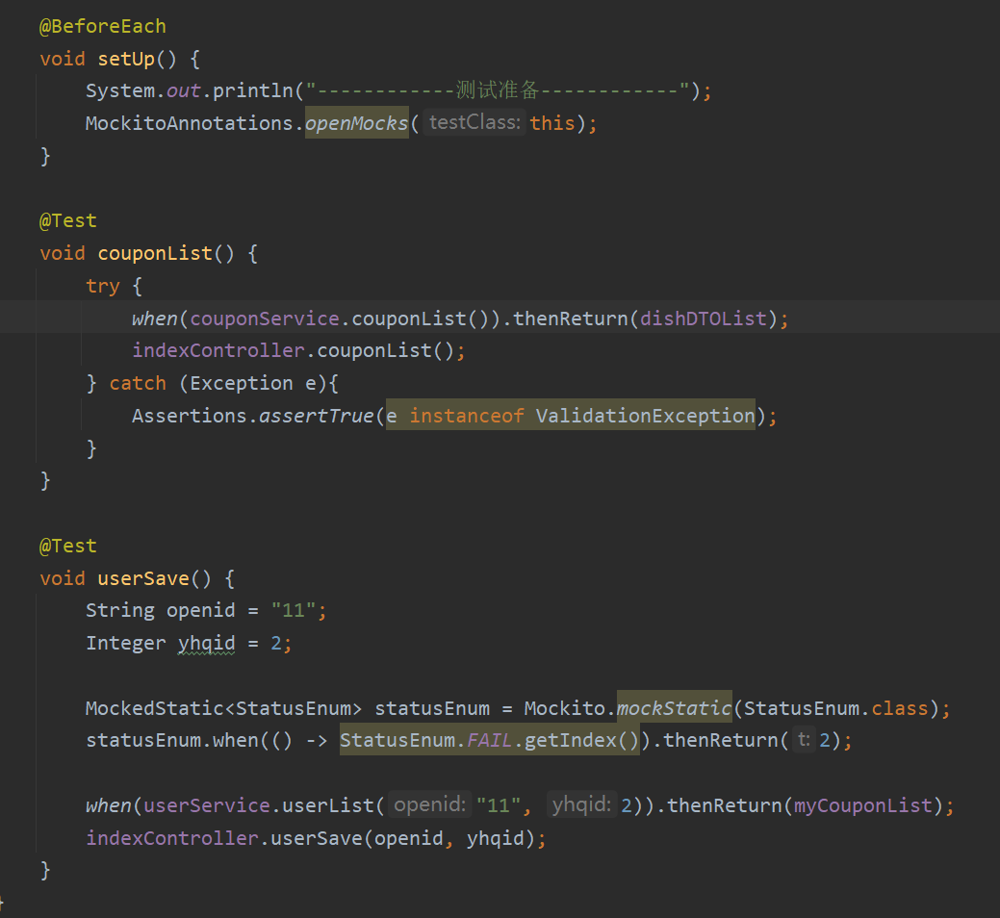 @BeforeEach
void setUp() {
System.out.println("------------测试准备------------");
MockitoAnnotations.openMocks( testClass: this);
}
@Test
void couponList() {
try {
when(couponService.couponList()).thenReturn(dishDTOList);
indexController.couponList();
} catch (Exception e){
Assertions.assertTrue(e instanceof ValidationException);
}
}
@Test
void userSave() {
String openid = "11";
Integer yhqid = 2;
MockedStatic<StatusEnum> statusEnum = Mockito.mockStatic(StatusEnum.class);
statusEnum.when(() -> StatusEnum.FAIL.getIndex()).thenReturn( t: 2);
when(userService.userList( openid: "11", yhqid: 2)).thenReturn(myCouponList);
indexController.userSave(openid, yhqid);
}
}